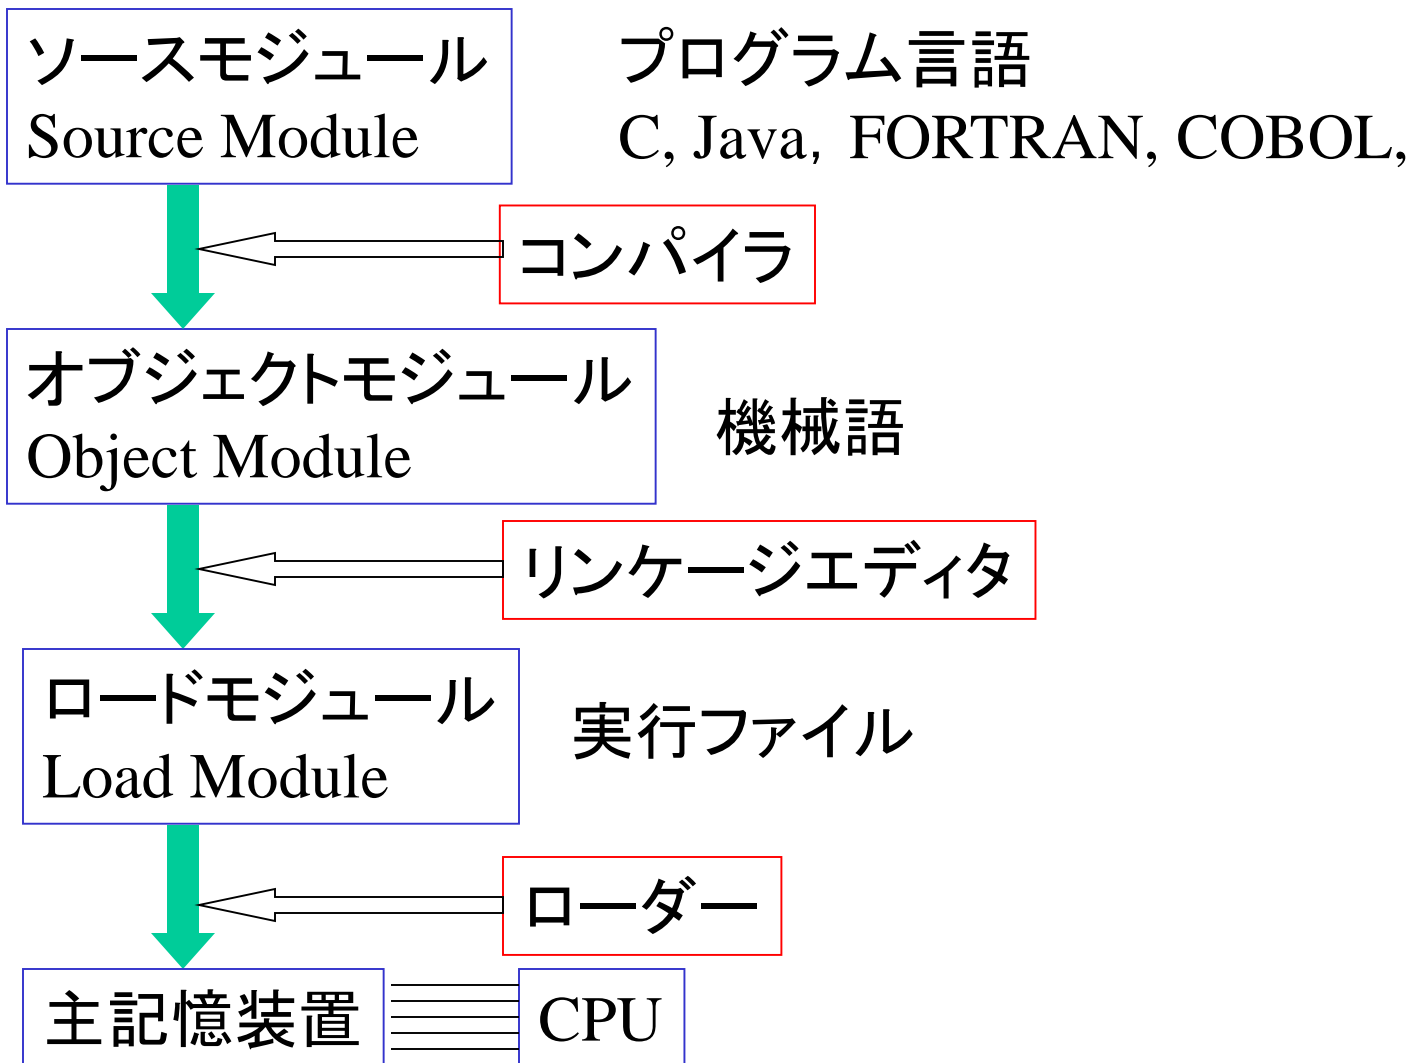 ソースモジュール
Source Module
プログラム言語
C, Java, FORTRAN, COBOL,
コンパイラ
オブジェクトモジュール
Object Module
機械語
リンケージエディタ
ロードモジュール
Load Module
実行ファイル
ローダー
主記憶装置
CPU